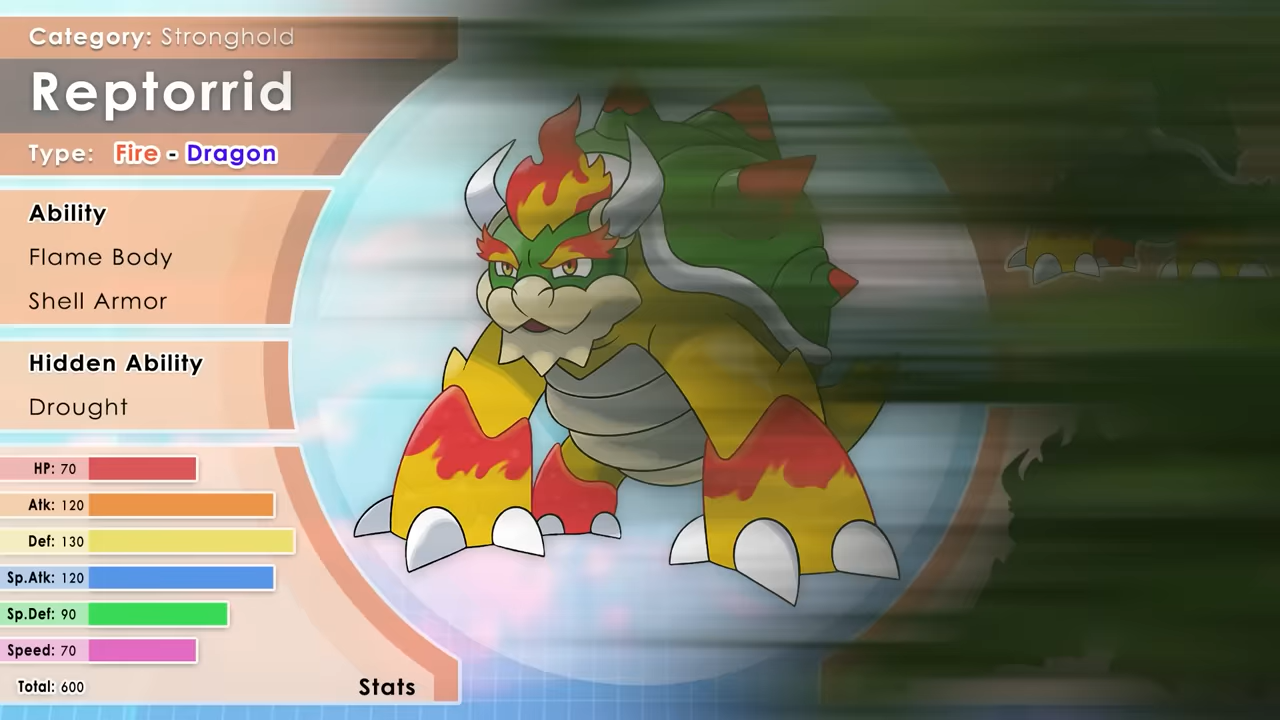 Category: Stronghold
Reptorrid
Type: Fire - Dragon
Ability
Flame Body
Shell Armor
Hidden Ability
Drought
HP: 70
Atk: 120
Def: 130
Sp.Atk: 120
Sp.Def: 90
Speed: 70
Total: 600
Stats